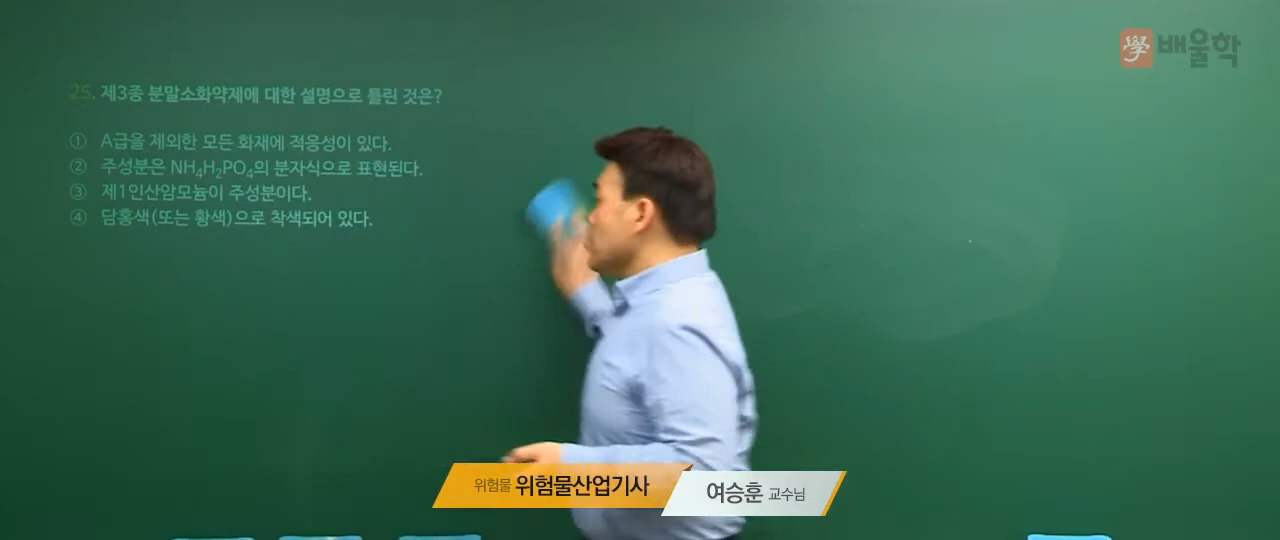 學 배울학
25. 제3종 분말소화약제에 대한 설명으로 틀린 것은?
① A급을 제외한 모든 화재에 적응성이 있다.
② 주성분은 NH₄H₂PO₄의 분자식으로 표현된다.
③ 제1인산암모늄이 주성분이다.
④ 담홍색(또는 황색)으로 착색되어 있다.
위험물 위험물산업기사
여승훈 교수님